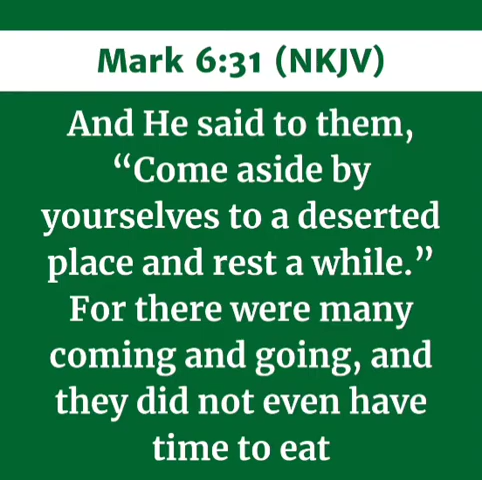 Mark 6:31 (NKJV)
And He said to them,
“Come aside by
yourselves to a deserted
place and rest a while.”
For there were many
coming and going, and
they did not even have
time to eat